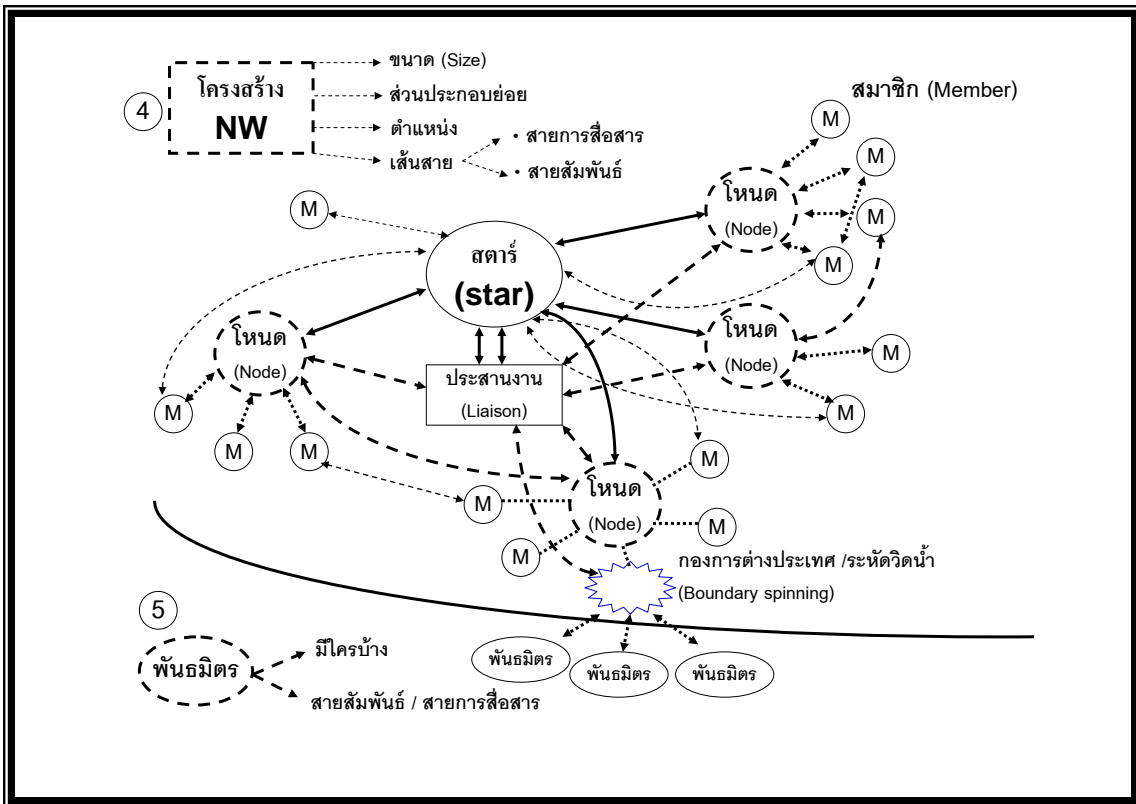 4
โครงสร้าง
NW
ขนาด (Size)
ส่วนประกอบย่อย
ตำแหน่ง
เส้นสาย
• สายการสื่อสาร
• สายสัมพันธ์
สมาชิก (Member)
M
M
M
M
โหนด
(Node)
M
สตาร์
(star)
โหนด
(Node)
โหนด
(Node)
M
M
ประสานงาน
(Liaison)
M
M
M
M
M
โหนด
(Node)
M
M
กองการต่างประเทศ /ระหัดวิดน้ำ
(Boundary spinning)
5
พันธมิตร
มีใครบ้าง
สายสัมพันธ์ / สายการสื่อสาร
พันธมิตร
พันธมิตร
พันธมิตร
M